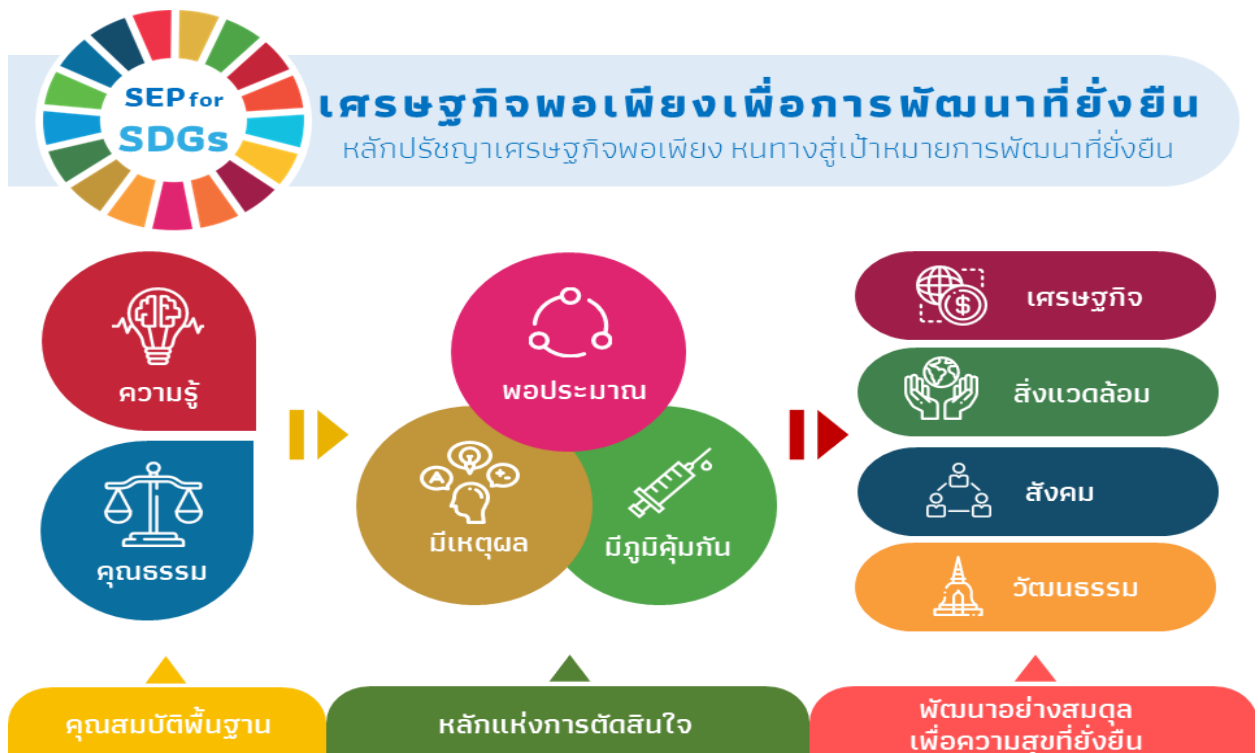 SEP for
SDGs
เศรษฐกิจพอเพียงเพื่อการพัฒนาที่ยั่งยืน
หลักปรัชญาเศรษฐกิจพอเพียง หนทางสู่เป้าหมายการพัฒนาที่ยั่งยืน
ความรู้
คุณธรรม
พอประมาณ
A
มีเหตุผล
มีภูมิคุ้มกัน
$
เศรษฐกิจ
สิ่งแวดล้อม
สังคม
วัฒนธรรม
คุณสมบัติพื้นฐาน
หลักแห่งการตัดสินใจ
พัฒนาอย่างสมดุล
เพื่อความสุขที่ยั่งยืน